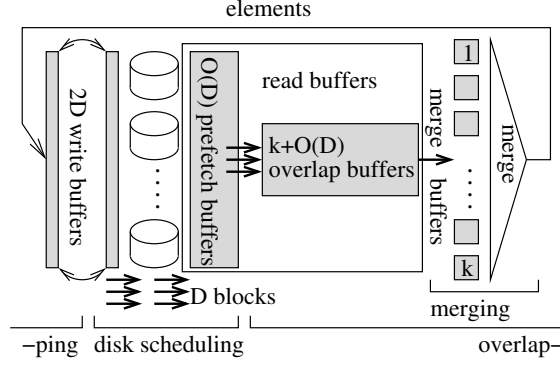 elements
1
read buffers
2D write buffers
O(D) prefetch buffers
k+O(D)
overlap buffers
merge
buffers
merge
k
D blocks
merging
–ping
disk scheduling
overlap–